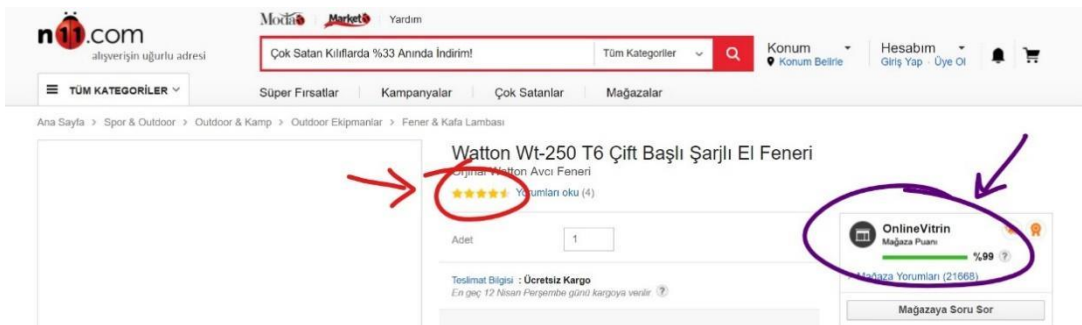 Moda Market Yardım
n11.com
alışverişin uğurlu adresi
Çok Satan Kılıflarda %33 Anında İndirim!
Tüm Kategoriler
Konum
Konum Belirle
Hesabım
Giriş Yap - Üye Ol
TÜM KATEGORİLER
Süper Fırsatlar Kampanyalar Çok Satanlar Mağazalar
Ana Sayfa > Spor & Outdoor > Outdoor & Kamp > Outdoor Ekipmanlar > Fener & Kafa Lambası
Watton Wt-250 T6 Çift Başlı Şarjlı El Feneri
Orjinal Watton Avcı Feneri
Yorumları oku (4)
Adet 1
Teslimat Bilgisi : Ücretsiz Kargo
En geç 12 Nisan Perşembe günü kargoya verilir ?
OnlineVitrin
Mağaza Puanı
%99 ?
Mağaza Yorumları (21668)
Mağazaya Soru Sor